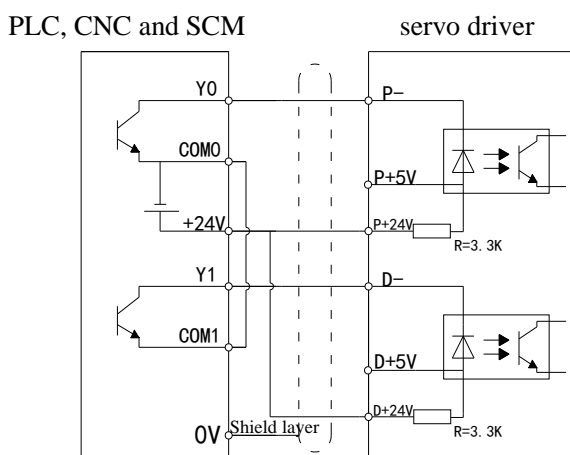 PLC, CNC and SCM
servo driver
Y0
P-
COM0
P+5V
+24V
P+24V
R=3.3K
Y1
D-
COM1
D+5V
D+24V
0V
Shield layer
R=3.3K